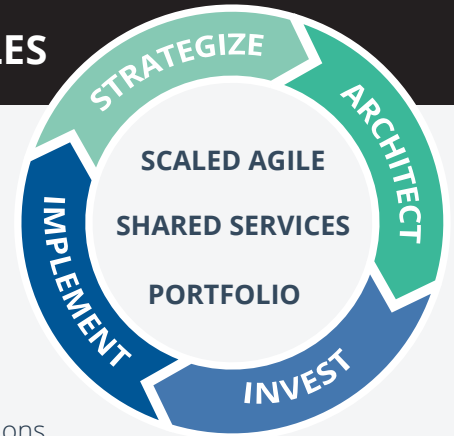 LES
STRATEGIZE
ARCHITECT
SCALED AGILE
SHARED SERVICES
PORTFOLIO
IMPLEMENT
INVEST
ons